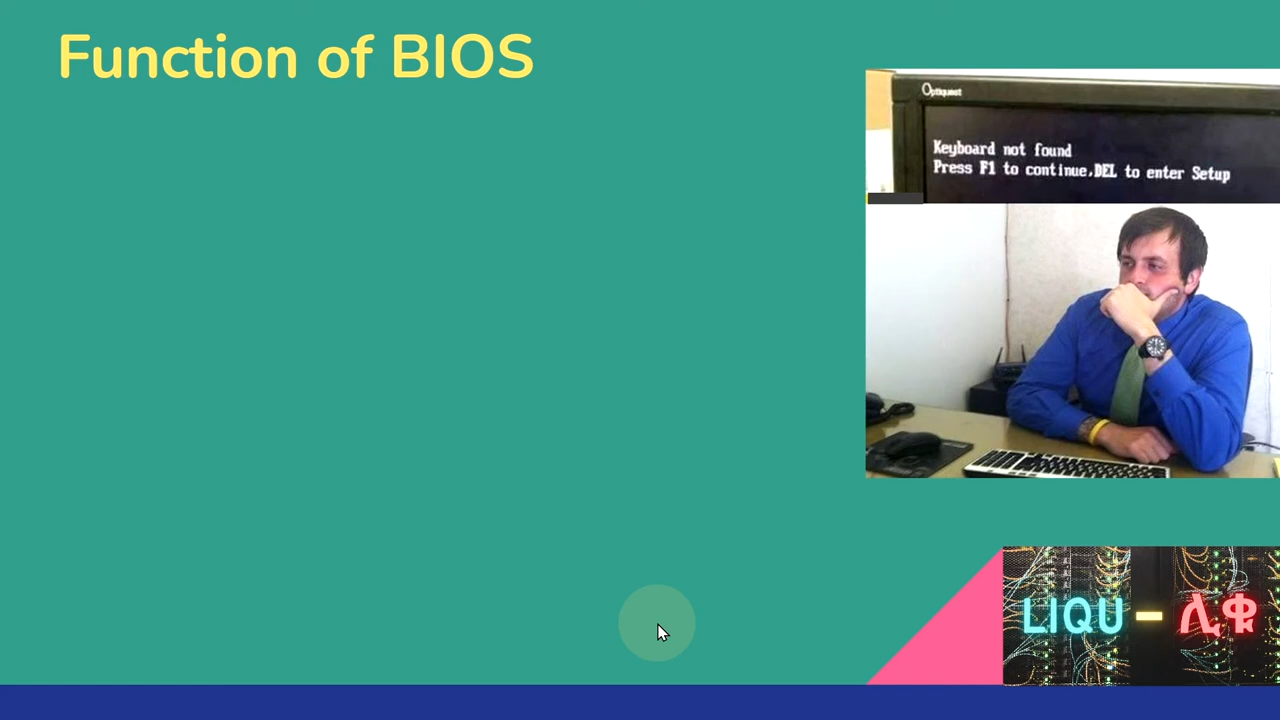 Function of BIOS
Optiquest
Keyboard not found
Press F1 to continue,DEL to enter Setup
LIQU - ሊቁ